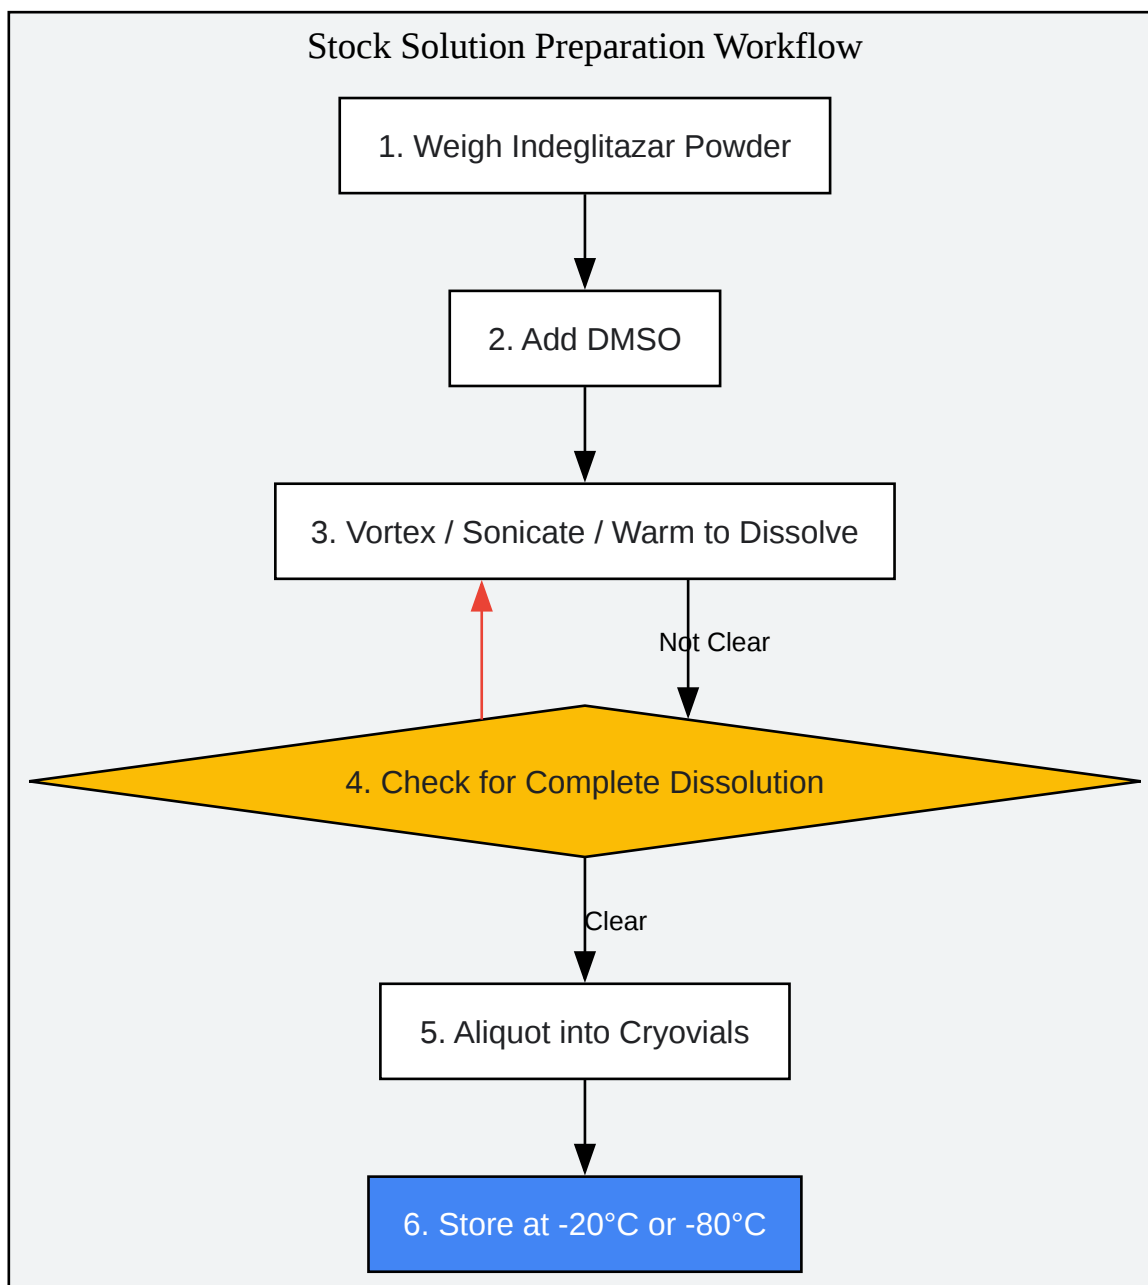 Stock Solution Preparation Workflow
1. Weigh Indeglitazar Powder
2. Add DMSO
3. Vortex / Sonicate / Warm to Dissolve
Not Clear
4. Check for Complete Dissolution
Clear
5. Aliquot into Cryovials
6. Store at -20°C or -80°C